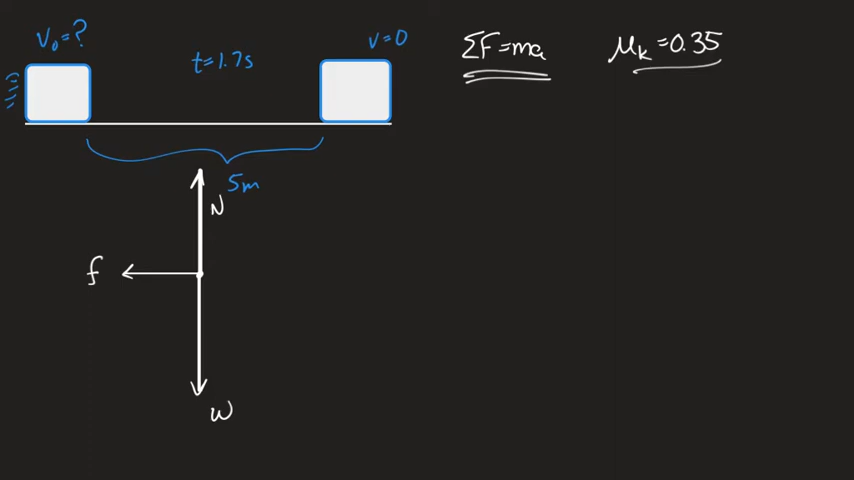 v₀=?
t=1.7s
v=0
ΣF=ma
μₖ=0.35
5m
N
f
W